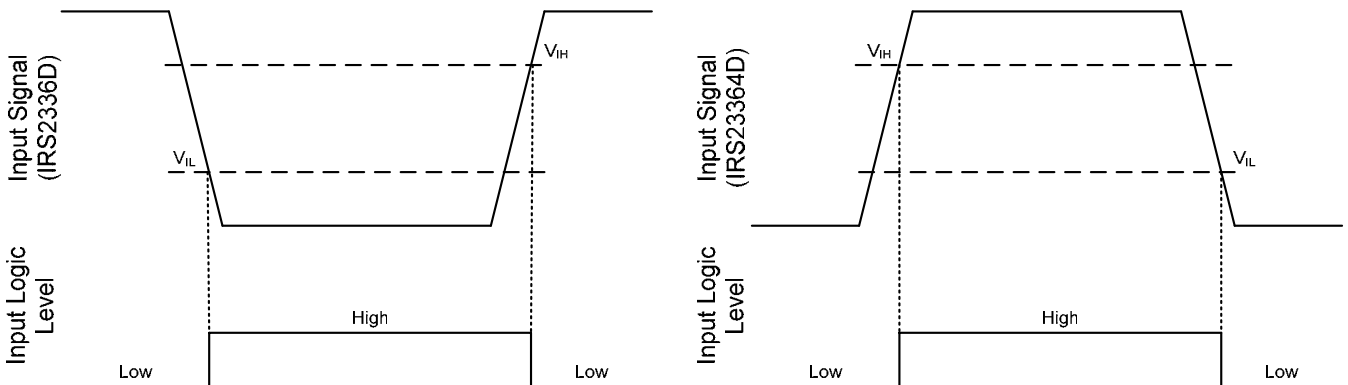 Input Signal
(IRS2336D)
VIH
VIL
Input Logic
Level
High
Low
Low
Input Signal
(IRS23364D)
VIH
VIL
Input Logic
Level
High
Low
Low